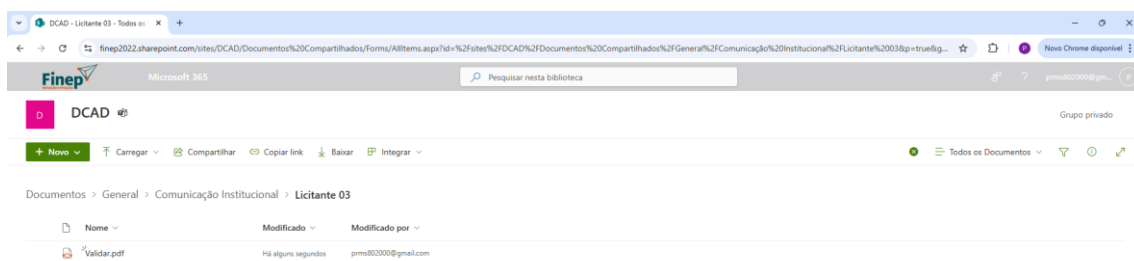 DCAD - Licitante 03 - Todos os
Novo Chrome disponível
finep2022.sharepoint.com/sites/DCAD/Documentos%20Compartilhados/Forms/AllItems.aspx?id=%2Fsites%2FDCAD%2FDocumentos%20Compartilhados%2FGeneral%2FComunicação%20Institucional%2FLicitante%2003&p=true&g...
P
Finep
Microsoft 365
Pesquisar nesta biblioteca
prms802000@gm...
D
DCAD
Grupo privado
+ Novo
Carregar
Compartilhar
Copiar link
Baixar
Integrar
Todos os Documentos
Documentos > General > Comunicação Institucional > Licitante 03
Nome
Modificado
Modificado por
Validar.pdf
Há alguns segundos
prms802000@gmail.com